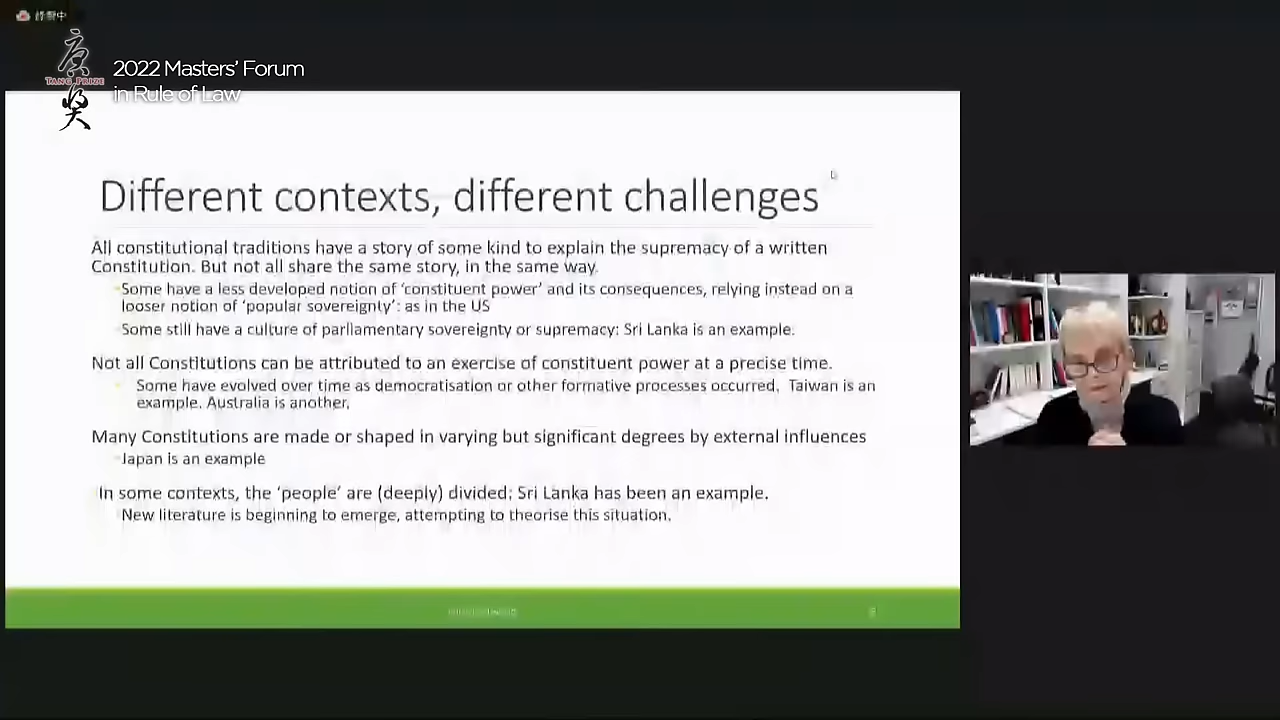 錄製中
唐
TANG PRIZE
獎
2022 Masters' Forum
in Rule of Law
Different contexts, different challenges
All constitutional traditions have a story of some kind to explain the supremacy of a written
Constitution. But not all share the same story, in the same way.
Some have a less developed notion of 'constituent power' and its consequences, relying instead on a
looser notion of 'popular sovereignty': as in the US
Some still have a culture of parliamentary sovereignty or supremacy: Sri Lanka is an example.
Not all Constitutions can be attributed to an exercise of constituent power at a precise time.
Some have evolved over time as democratisation or other formative processes occurred. Taiwan is an
example. Australia is another,
Many Constitutions are made or shaped in varying but significant degrees by external influences
Japan is an example
In some contexts, the 'people' are (deeply) divided; Sri Lanka has been an example.
New literature is beginning to emerge, attempting to theorise this situation.